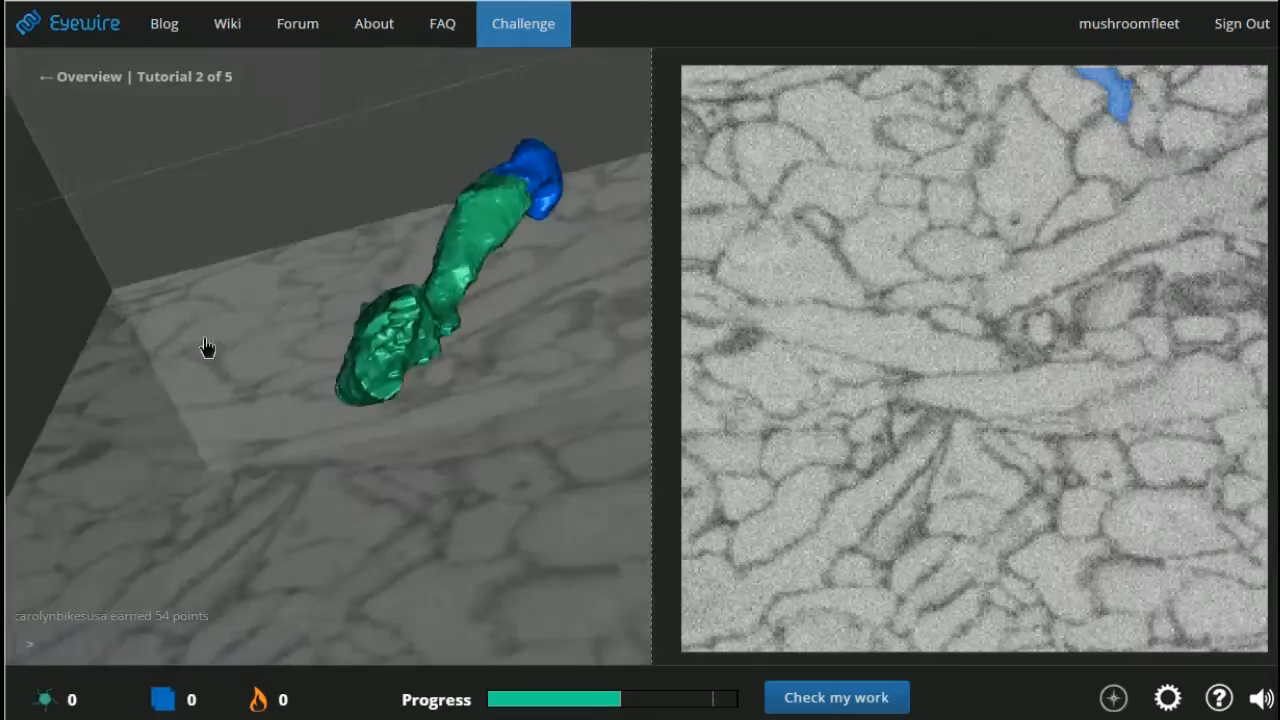 Eyewire Blog Wiki Forum About FAQ Challenge mushroomfleet Sign Out
← Overview | Tutorial 2 of 5
carolynbikesusa earned 54 points
>
0 0 0 Progress Check my work ?